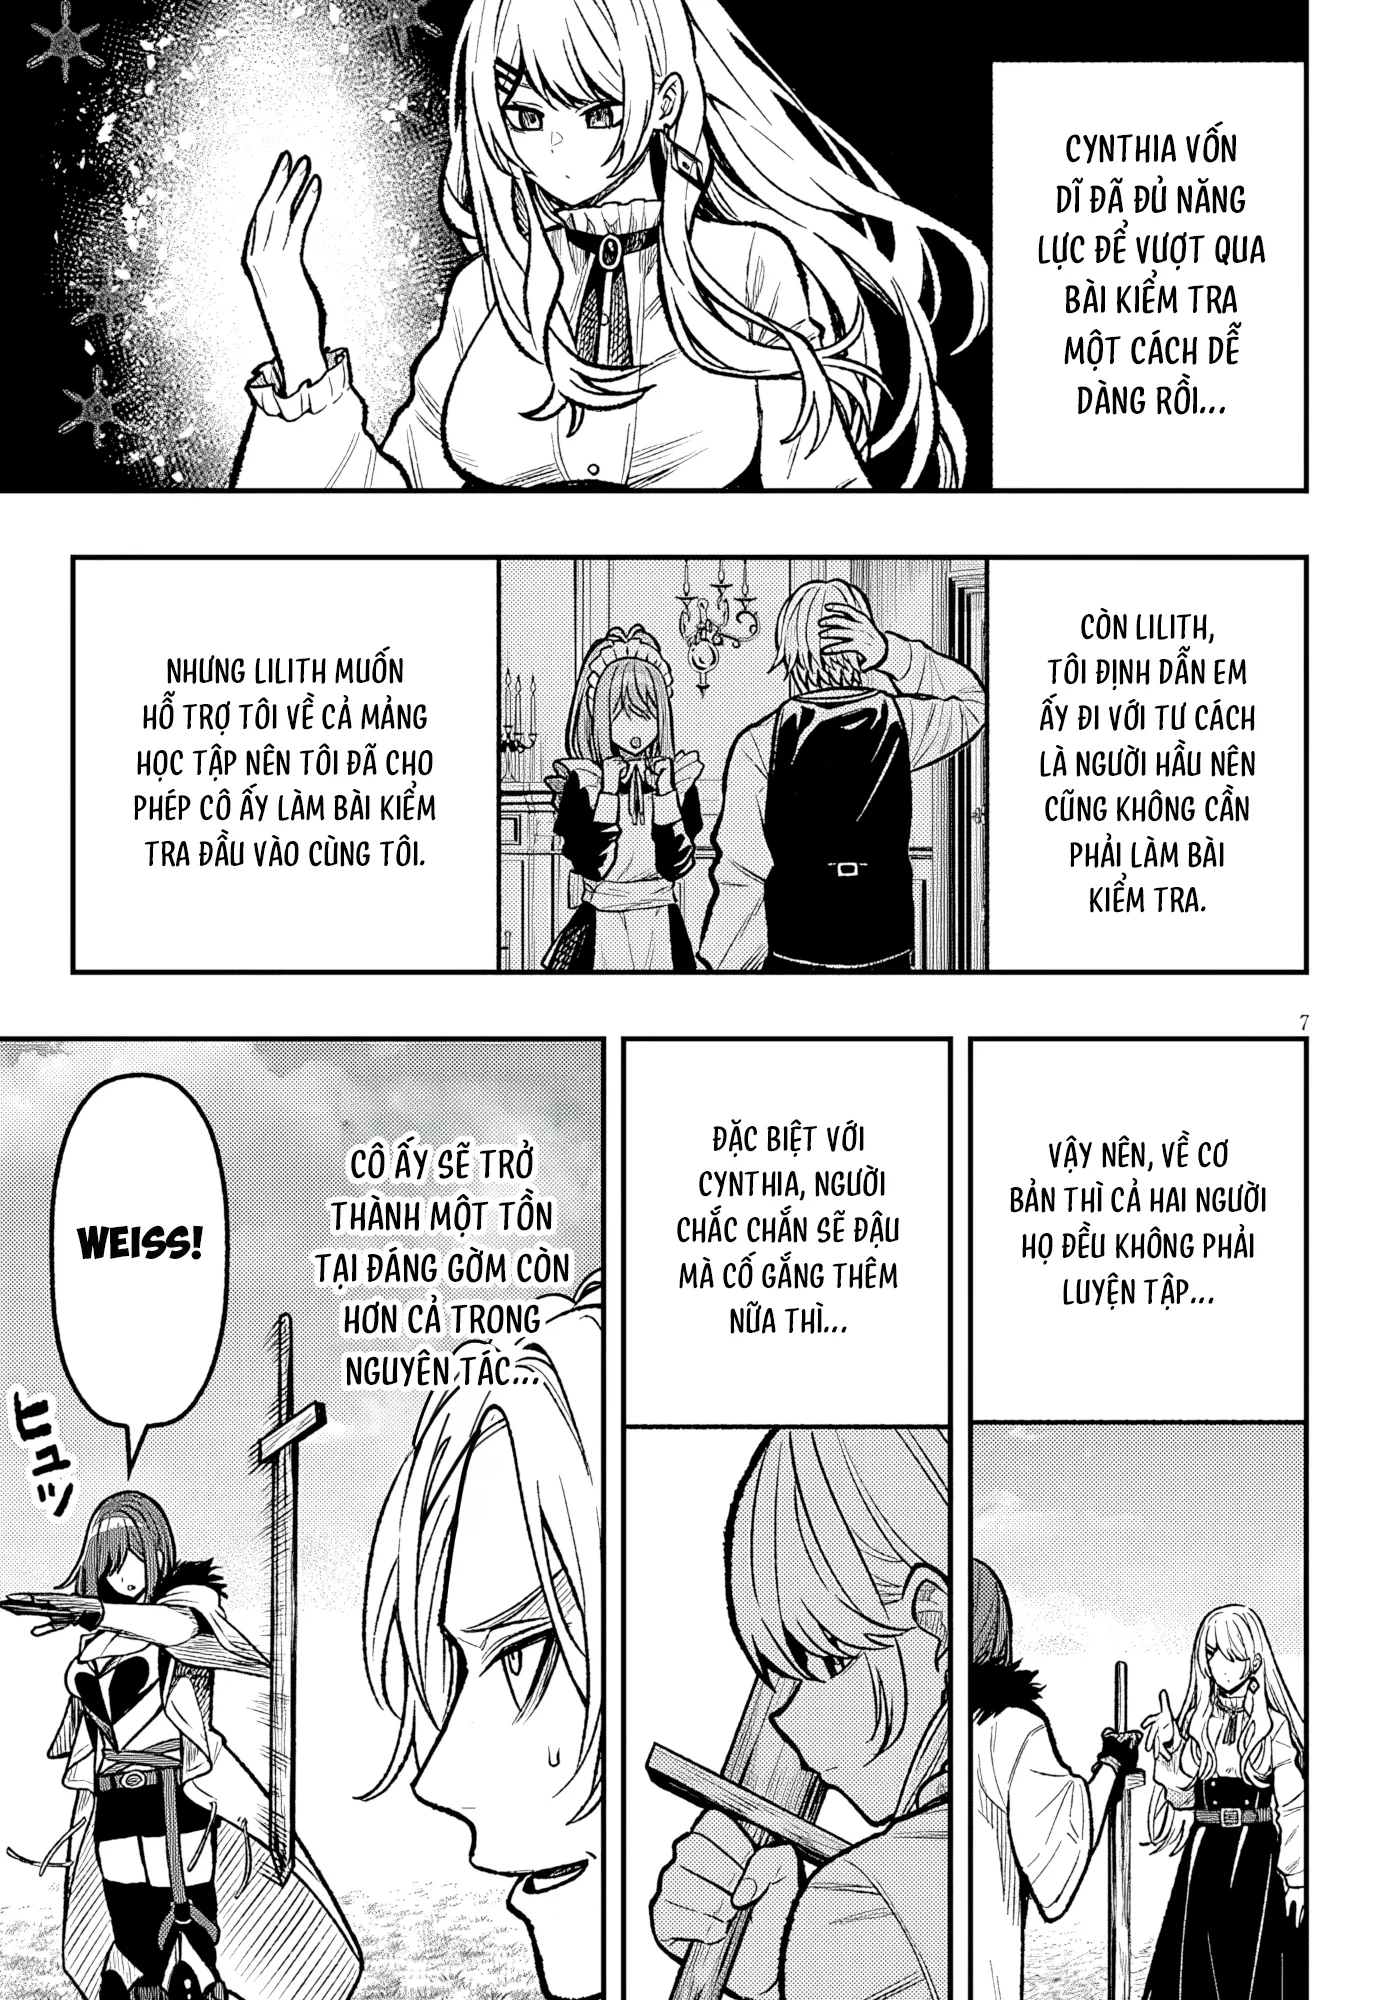 CYNTHIA VỐN
DĨ ĐÃ ĐỦ NĂNG
LỰC ĐỂ VƯỢT QUA
BÀI KIỂM TRA
MỘT CÁCH DỄ
DÀNG RỒI...
CÒN LILITH,
TÔI ĐỊNH DẪN EM
ẤY ĐI VỚI TƯ CÁCH
LÀ NGƯỜI HẦU NÊN
CŨNG KHÔNG CẦN
PHẢI LÀM BÀI
KIỂM TRA.
NHƯNG LILITH MUỐN
HỖ TRỢ TÔI VỀ CẢ MẢNG
HỌC TẬP NÊN TÔI ĐÃ CHO
PHÉP CÔ ẤY LÀM BÀI KIỂM
TRA ĐẦU VÀO CÙNG TÔI.
7
VẬY NÊN, VỀ CƠ
BẢN THÌ CẢ HAI NGƯỜI
HỌ ĐỀU KHÔNG PHẢI
LUYỆN TẬP...
ĐẶC BIỆT VỚI
CYNTHIA, NGƯỜI
CHẮC CHẮN SẼ ĐẬU
MÀ CỐ GẮNG THÊM
NỮA THÌ...
CÔ ẤY SẼ TRỞ
THÀNH MỘT TỒN
TẠI ĐÁNG GỜM CÒN
HƠN CẢ TRONG
NGUYÊN TÁC...
WEISS!
ヒュッ